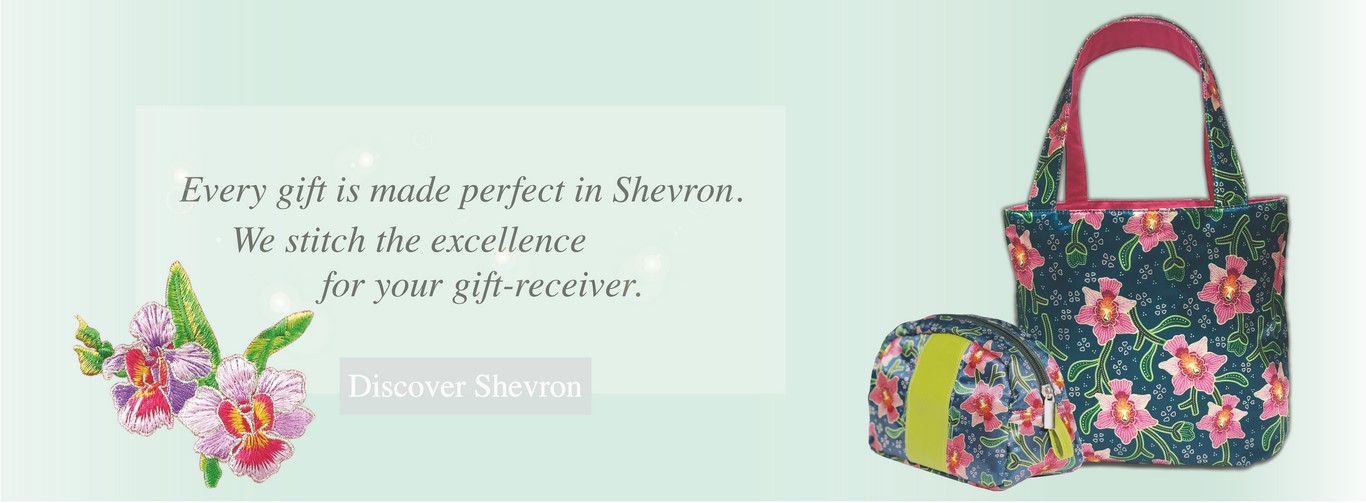 Every gift is made perfect in Shevron.
We stitch the excellence
for your gift-receiver.
Discover Shevron